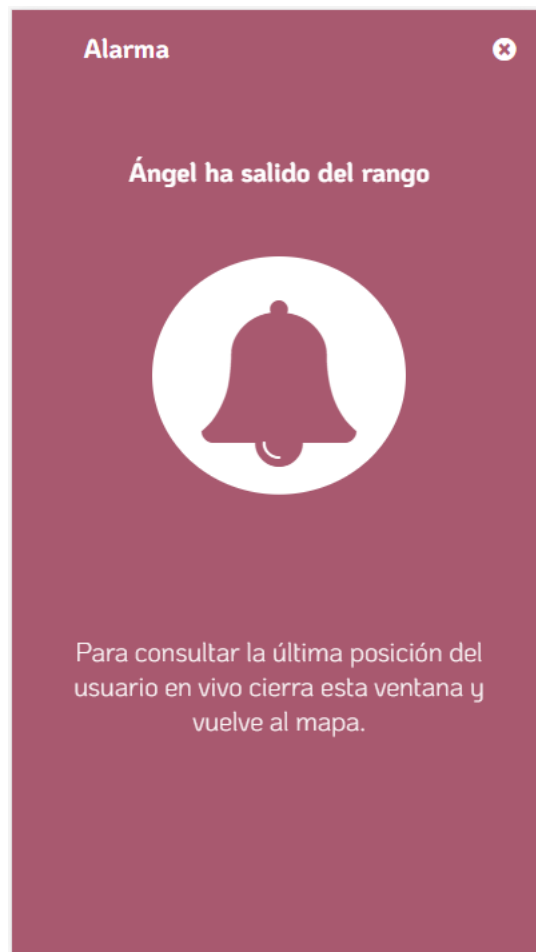 Alarma
Ángel ha salido del rango
Para consultar la última posición del
usuario en vivo cierra esta ventana y
vuelve al mapa.